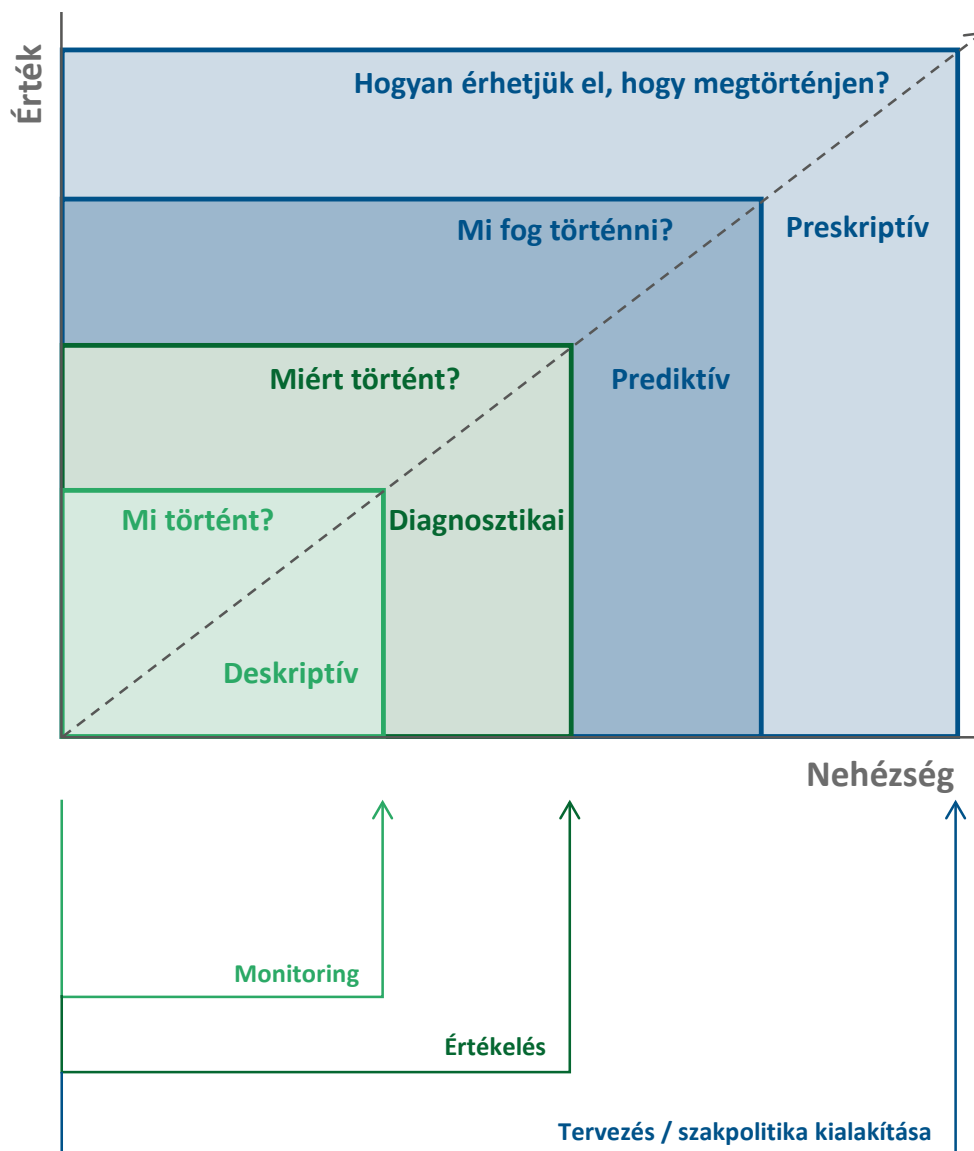 Érték
Hogyan érhetjük el, hogy megtörténjen?
Mi fog történni?
Preskriptív
Miért történt?
Prediktív
Mi történt?
Diagnosztikai
Deskriptív
Nehézség
Monitoring
Értékelés
Tervezés / szakpolitika kialakítása